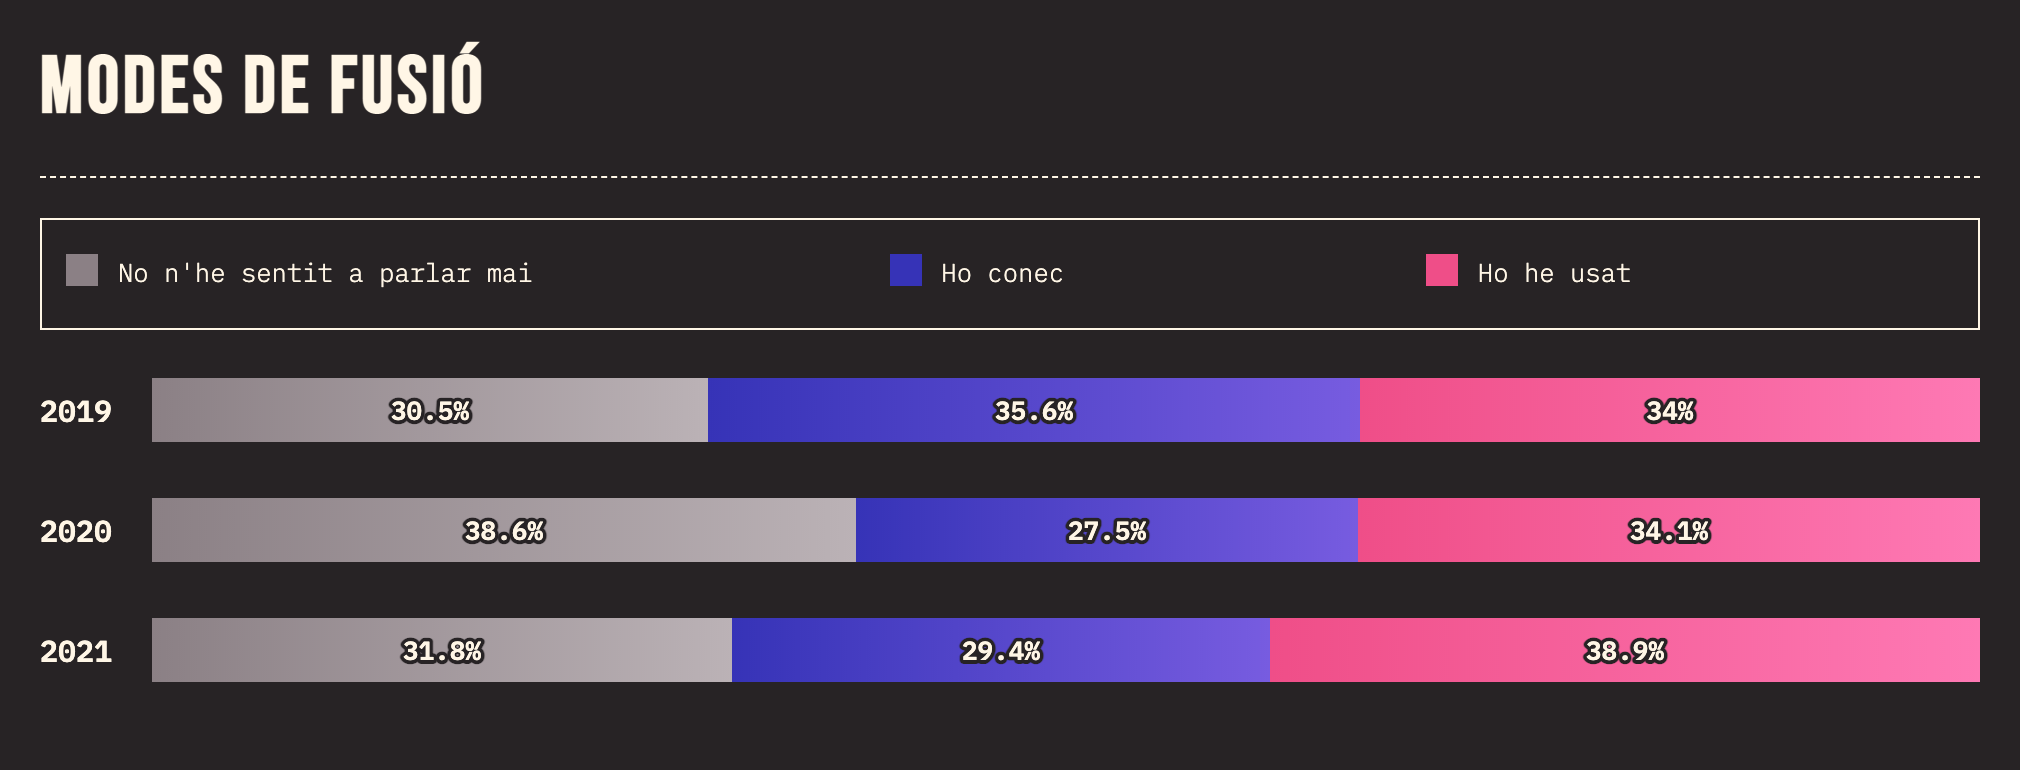 MODES DE FUSIÓ
No n'he sentit a parlar mai
Ho conec
Ho he usat
2019 30.5% 35.6% 34%
2020 38.6% 27.5% 34.1%
2021 31.8% 29.4% 38.9%